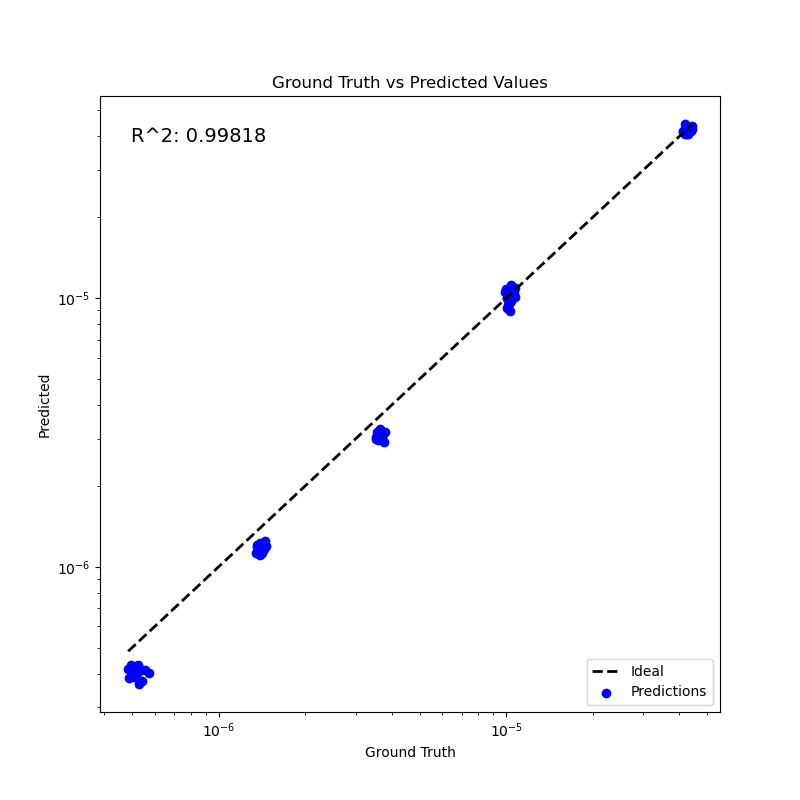 Ground Truth vs Predicted Values
R^2: 0.99818
Predicted
10^-5
10^-6
10^-6
10^-5
Ground Truth
Ideal
Predictions